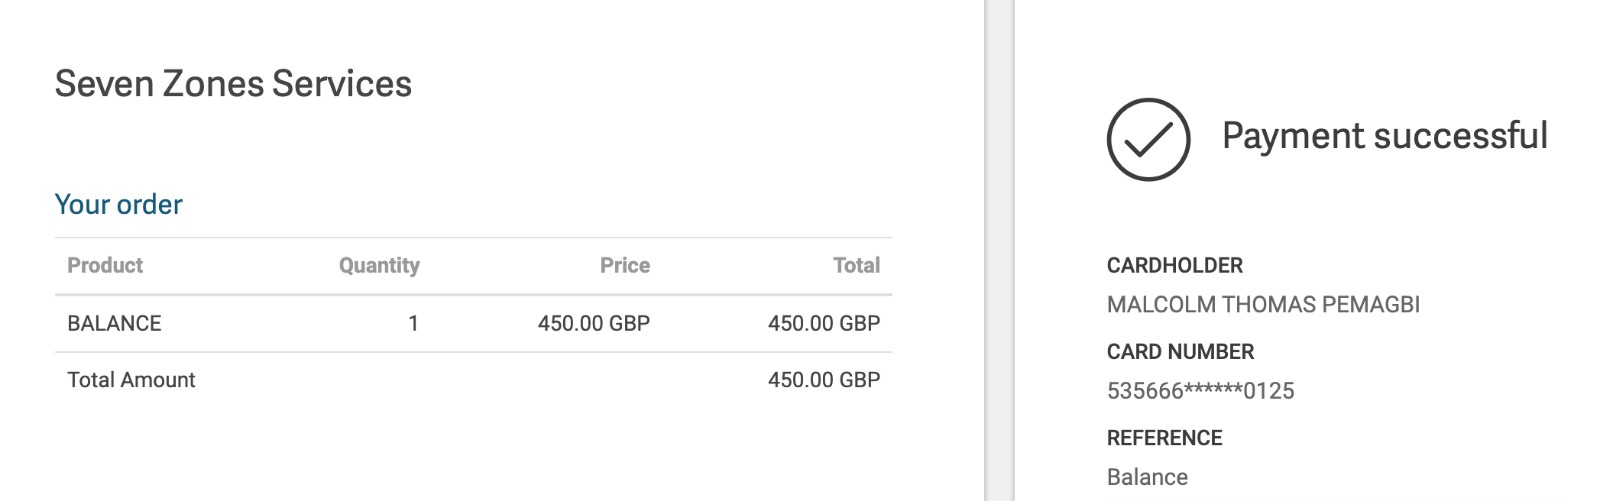 Seven Zones Services
Your order
Product Quantity Price Total
BALANCE 1 450.00 GBP 450.00 GBP
Total Amount 450.00 GBP
Payment successful
CARDHOLDER
MALCOLM THOMAS PEMAGBI
CARD NUMBER
535666******0125
REFERENCE
Balance